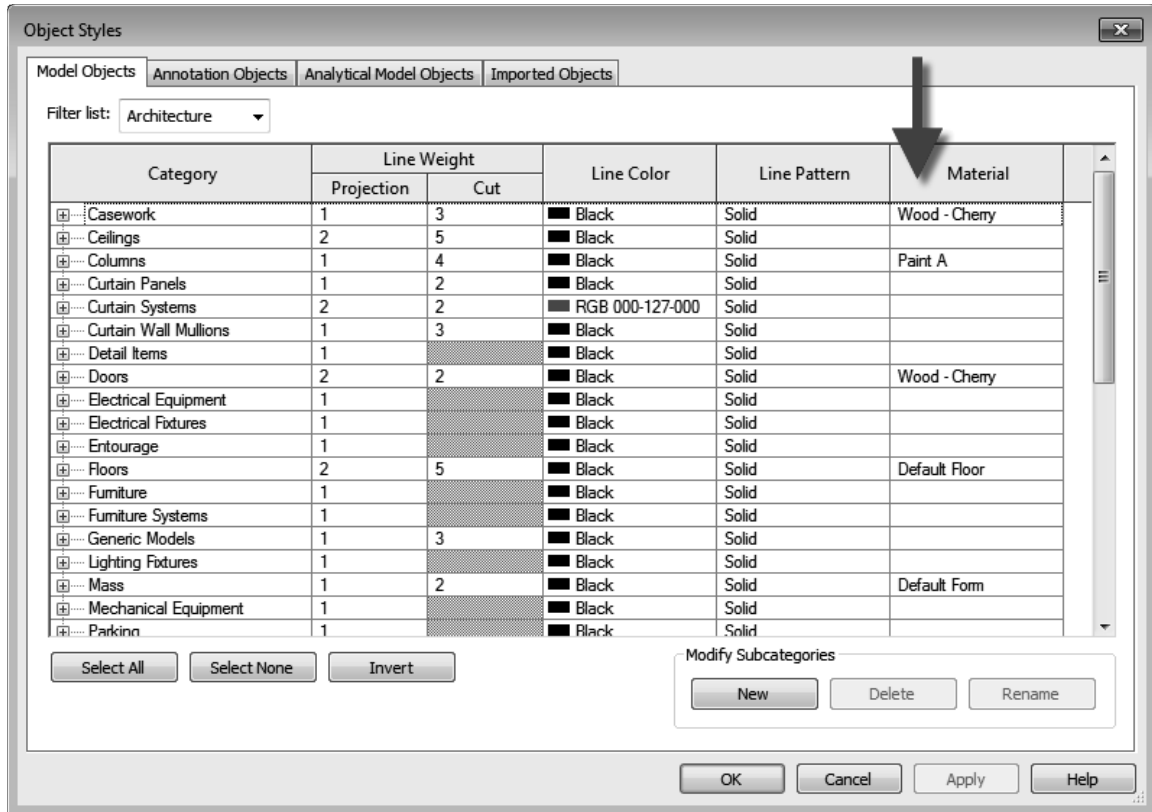 Object Styles
Model Objects Annotation Objects Analytical Model Objects Imported Objects
Filter list: Architecture
Category Line Weight Line Color Line Pattern Material
Projection Cut
Casework 1 3 Black Solid Wood - Cherry
Ceilings 2 5 Black Solid
Columns 1 4 Black Solid Paint A
Curtain Panels 1 2 Black Solid
Curtain Systems 2 2 RGB 000-127-000 Solid
Curtain Wall Mullions 1 3 Black Solid
Detail Items 1 Black Solid
Doors 2 2 Black Solid Wood - Cherry
Electrical Equipment 1 Black Solid
Electrical Fixtures 1 Black Solid
Entourage 1 Black Solid
Floors 2 5 Black Solid Default Floor
Furniture 1 Black Solid
Furniture Systems 1 Black Solid
Generic Models 1 3 Black Solid
Lighting Fixtures 1 Black Solid
Mass 1 2 Black Solid Default Form
Mechanical Equipment 1 Black Solid
Parking 1 Black Solid
Select All Select None Invert
Modify Subcategories
New Delete Rename
OK Cancel Apply Help